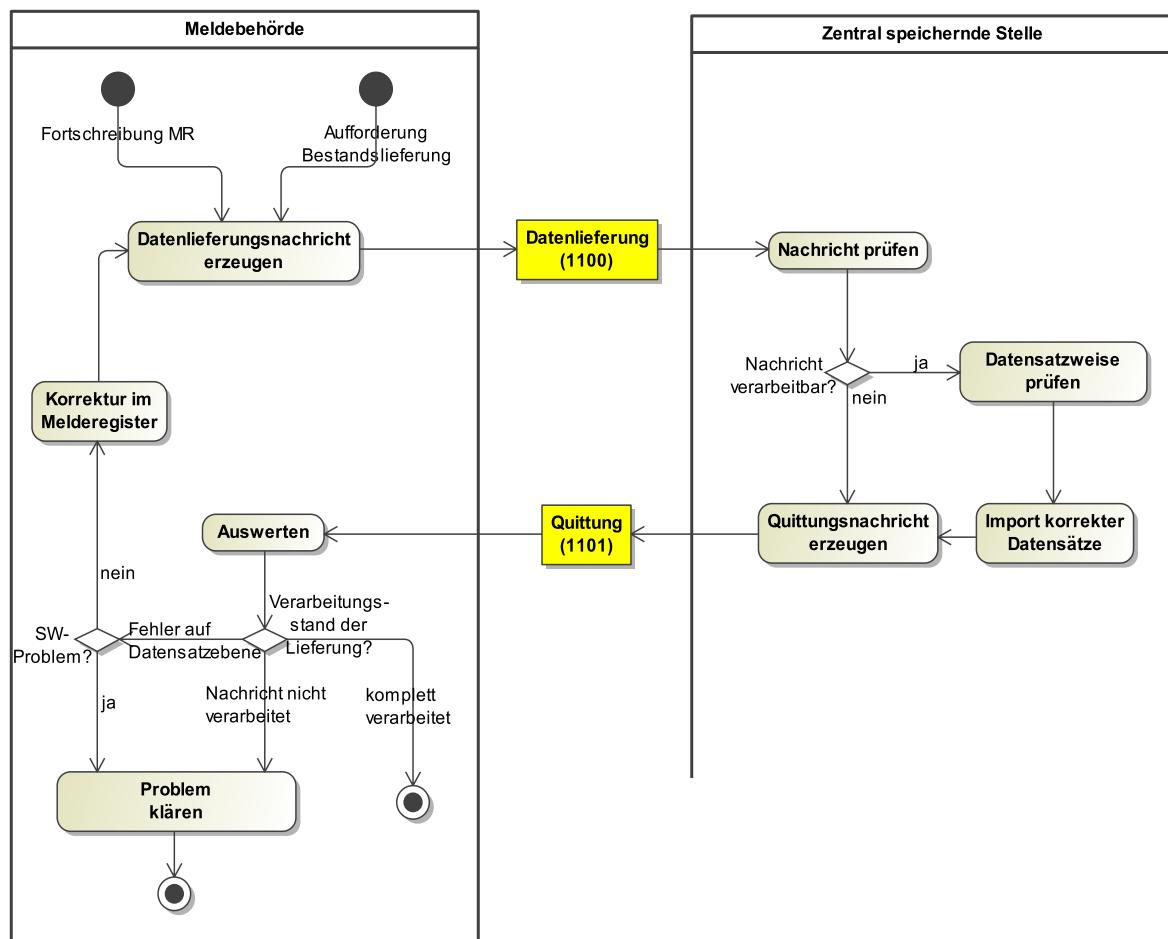 Meldebehörde
Zentral speichernde Stelle
Fortschreibung MR
Aufforderung
Bestandslieferung
Datenlieferungsnachricht
erzeugen
Datenlieferung
(1100)
Nachricht prüfen
Nachricht
verarbeitbar?
ja
nein
Datensatzweise
prüfen
Korrektur im
Melderegister
Auswerten
Quittung
(1101)
Quittungsnachricht
erzeugen
Import korrekter
Datensätze
nein
SW-
Problem?
Fehler auf
Datensatzebene
Verarbeitungs-
stand der
Lieferung?
ja
Nachricht nicht
verarbeitet
komplett
verarbeitet
Problem
klären